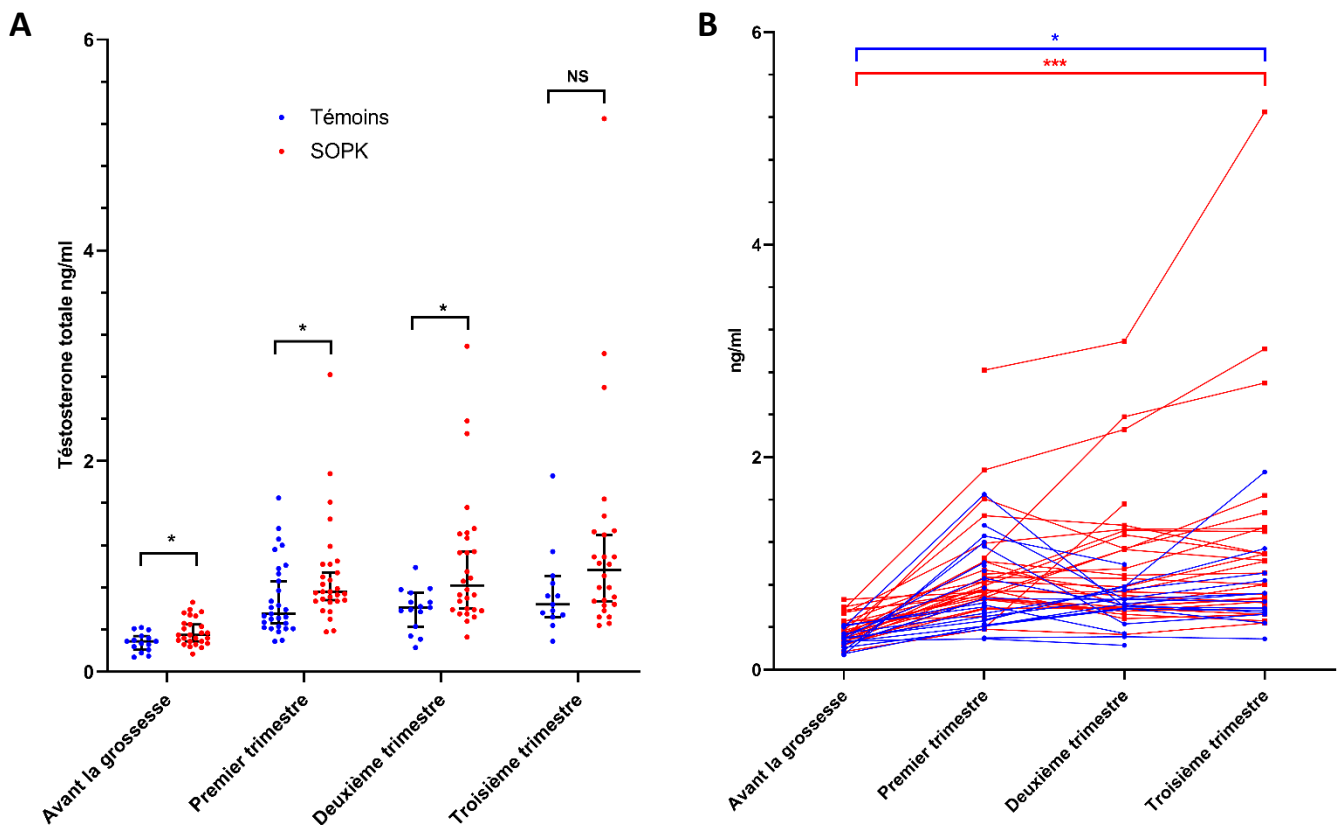 A
Téstosterone totale ng/ml
6
4
2
0
Témoins
SOPK
*
*
*
NS
Avant la grossesse
Premier trimestre
Deuxième trimestre
Troisième trimestre
B
ng/ml
6
4
2
0
*
***
Avant la grossesse
Premier trimestre
Deuxième trimestre
Troisième trimestre